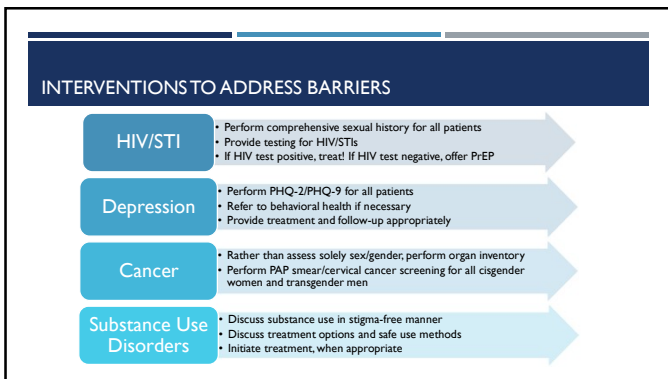 INTERVENTIONS TO ADDRESS BARRIERS
HIV/STI
• Perform comprehensive sexual history for all patients
• Provide testing for HIV/STIs
• If HIV test positive, treat! If HIV test negative, offer PrEP
Depression
• Perform PHQ-2/PHQ-9 for all patients
• Refer to behavioral health if necessary
• Provide treatment and follow-up appropriately
Cancer
• Rather than assess solely sex/gender, perform organ inventory
• Perform PAP smear/cervical cancer screening for all cisgender
women and transgender men
Substance Use
Disorders
• Discuss substance use in stigma-free manner
• Discuss treatment options and safe use methods
• Initiate treatment, when appropriate